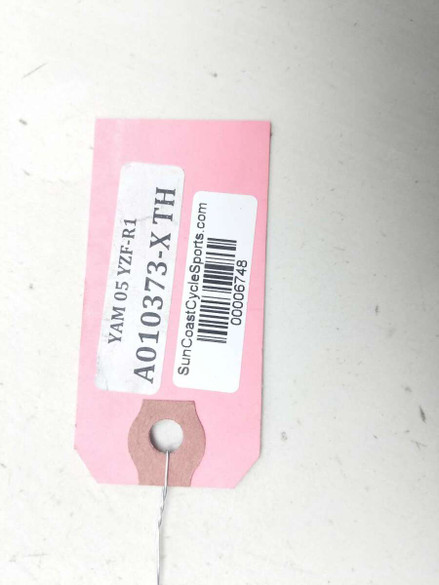 YAM 05 YZF-R1
A010373-X TH
SunCoastCycleSports.com
00006748